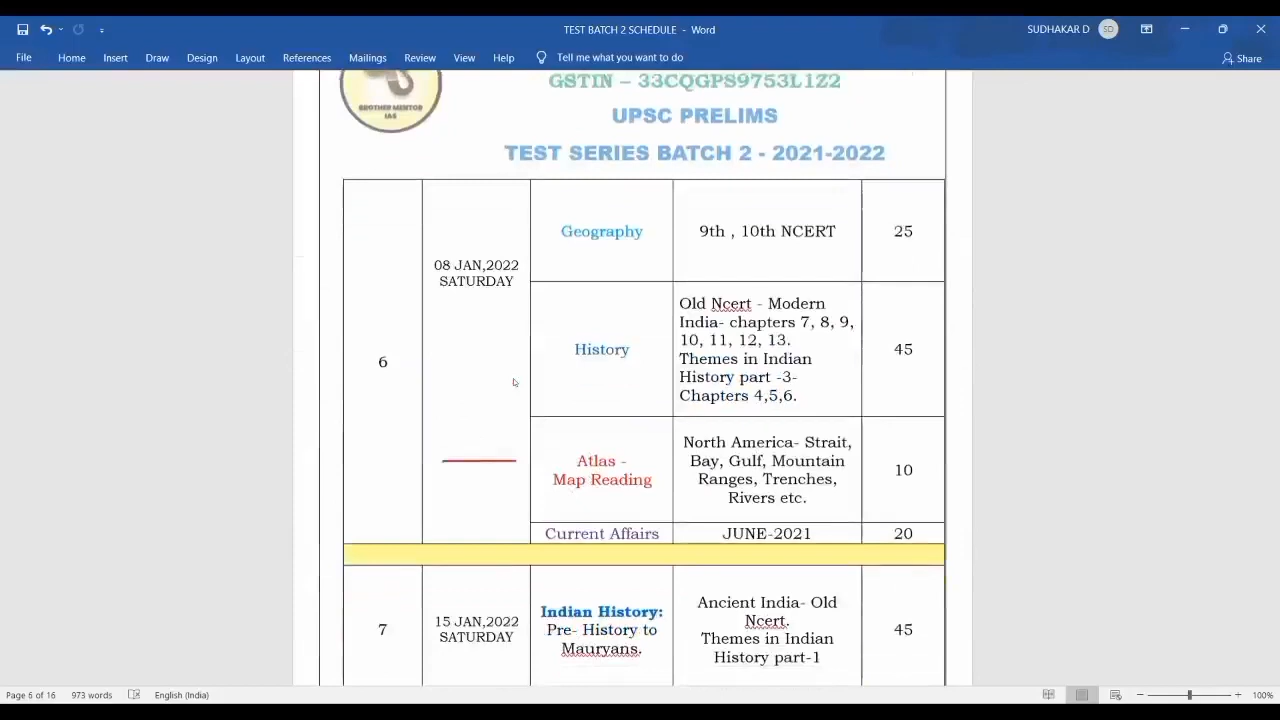 TEST BATCH 2 SCHEDULE - Word
SUDHAKAR D
SD
File Home Insert Draw Design Layout References Mailings Review View Help Tell me what you want to do
Share
BROTHER MENTOR
IAS
GSTIN – 33CQGPS9753L1Z2
UPSC PRELIMS
TEST SERIES BATCH 2 - 2021-2022
6
08 JAN,2022
SATURDAY
Geography
9th , 10th NCERT
25
History
Old Ncert - Modern
India- chapters 7, 8, 9,
10, 11, 12, 13.
Themes in Indian
History part -3-
Chapters 4,5,6.
45
Atlas -
Map Reading
North America- Strait,
Bay, Gulf, Mountain
Ranges, Trenches,
Rivers etc.
10
Current Affairs
JUNE-2021
20
7
15 JAN,2022
SATURDAY
Indian History:
Pre- History to
Mauryans.
Ancient India- Old
Ncert.
Themes in Indian
History part-1
45
Page 6 of 16 973 words English (India)
100%